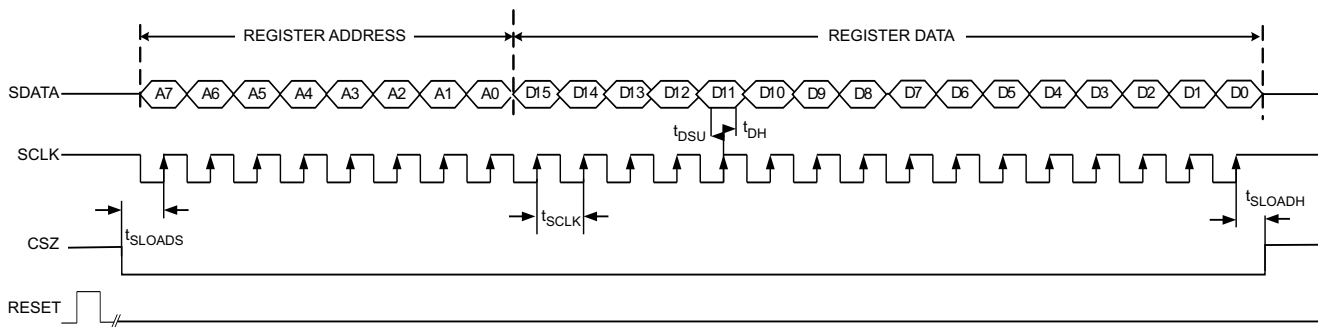 REGISTER ADDRESS REGISTER DATA
SDATA A7 A6 A5 A4 A3 A2 A1 A0 D15 D14 D13 D12 D11 D10 D9 D8 D7 D6 D5 D4 D3 D2 D1 D0
tDSU tDH
SCLK
tSLOADS tSCLK tSLOADH
CSZ
RESET